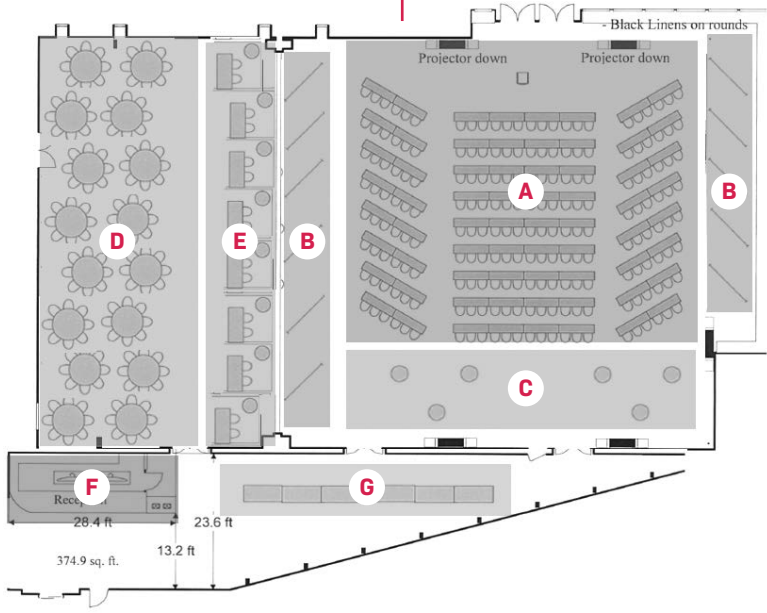 - Black Linens on rounds
Projector down
Projector down
A
B
D
E
B
C
F
G
28.4 ft
23.6 ft
13.2 ft
374.9 sq. ft.